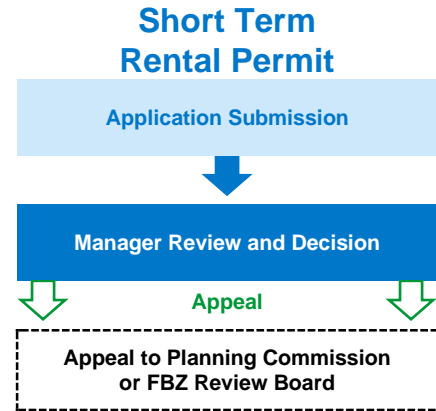 Short Term
Rental Permit
Application Submission
Manager Review and Decision
Appeal
Appeal to Planning Commission
or FBZ Review Board